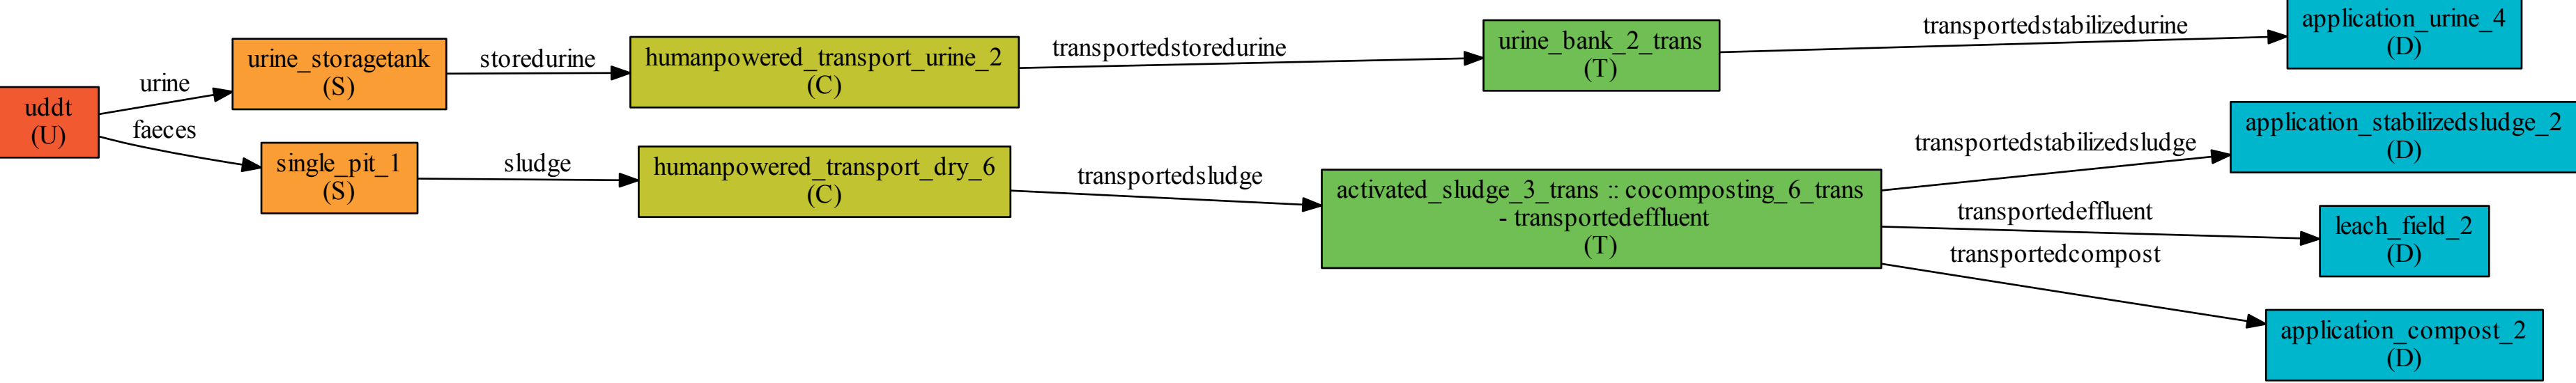 uddt
(U)
urine
faeces
urine_storagetank
(S)
single_pit_1
(S)
storedurine
sludge
humanpowered_transport_urine_2
(C)
humanpowered_transport_dry_6
(C)
transportedstoredurine
transportedsludge
urine_bank_2_trans
(T)
activated_sludge_3_trans :: cocomposting_6_trans
- transportedeffluent
(T)
transportedstabilizedurine
transportedstabilizedsludge
transportedeffluent
transportedcompost
application_urine_4
(D)
application_stabilizedsludge_2
(D)
leach_field_2
(D)
application_compost_2
(D)